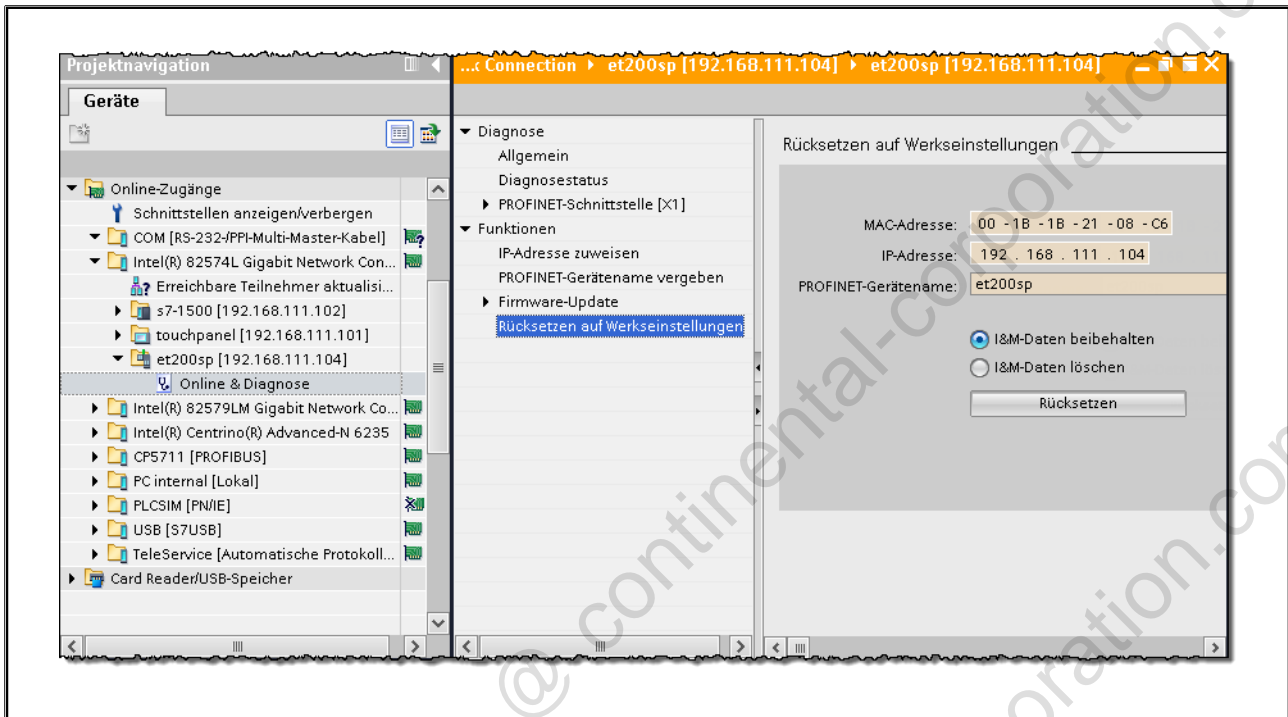 Projektnavigation
Geräte
Online-Zugänge
Schnittstellen anzeigen/verbergen
COM [RS-232-/PPI-Multi-Master-Kabel]
Intel(R) 82574L Gigabit Network Con...
Erreichbare Teilnehmer aktualisi...
s7-1500 [192.168.111.102]
touchpanel [192.168.111.101]
et200sp [192.168.111.104]
Online & Diagnose
Intel(R) 82579LM Gigabit Network Co...
Intel(R) Centrino(R) Advanced-N 6235
CP5711 [PROFIBUS]
PC internal [Lokal]
PLCSIM [PN/IE]
USB [S7USB]
TeleService [Automatische Protokoll...
Card Reader/USB-Speicher
...Connection ▸ et200sp [192.168.111.104] ▸ et200sp [192.168.111.104]
Diagnose
Allgemein
Diagnosestatus
PROFINET-Schnittstelle [X1]
Funktionen
IP-Adresse zuweisen
PROFINET-Gerätename vergeben
Firmware-Update
Rücksetzen auf Werkseinstellungen
Rücksetzen auf Werkseinstellungen
MAC-Adresse: 00 -1B -1B -21 -08 -C6
IP-Adresse: 192 . 168 . 111 . 104
PROFINET-Gerätename: et200sp
I&M-Daten beibehalten
I&M-Daten löschen
Rücksetzen
@ continental-corporation.com